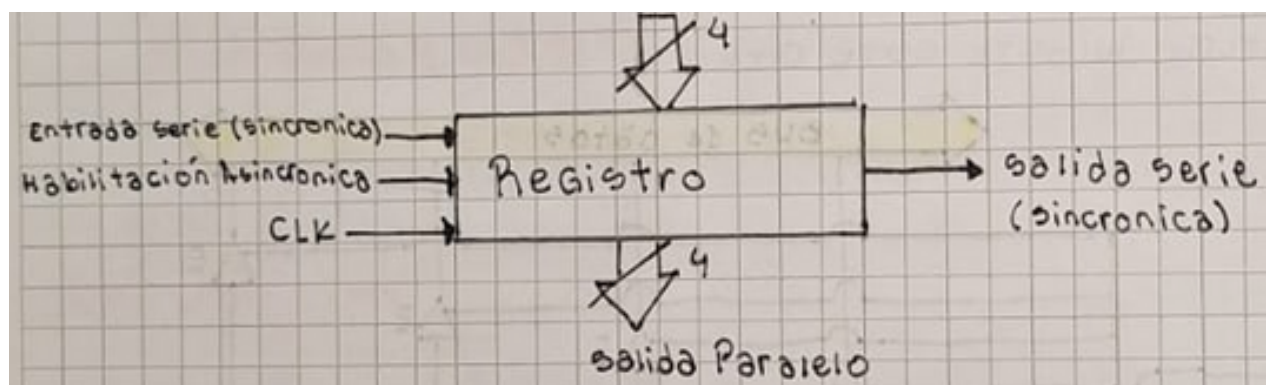 4
Entrada serie (sincronica)
Habilitación Asincronica
CLK
Registro
salida serie
(sincronica)
4
salida Paralelo